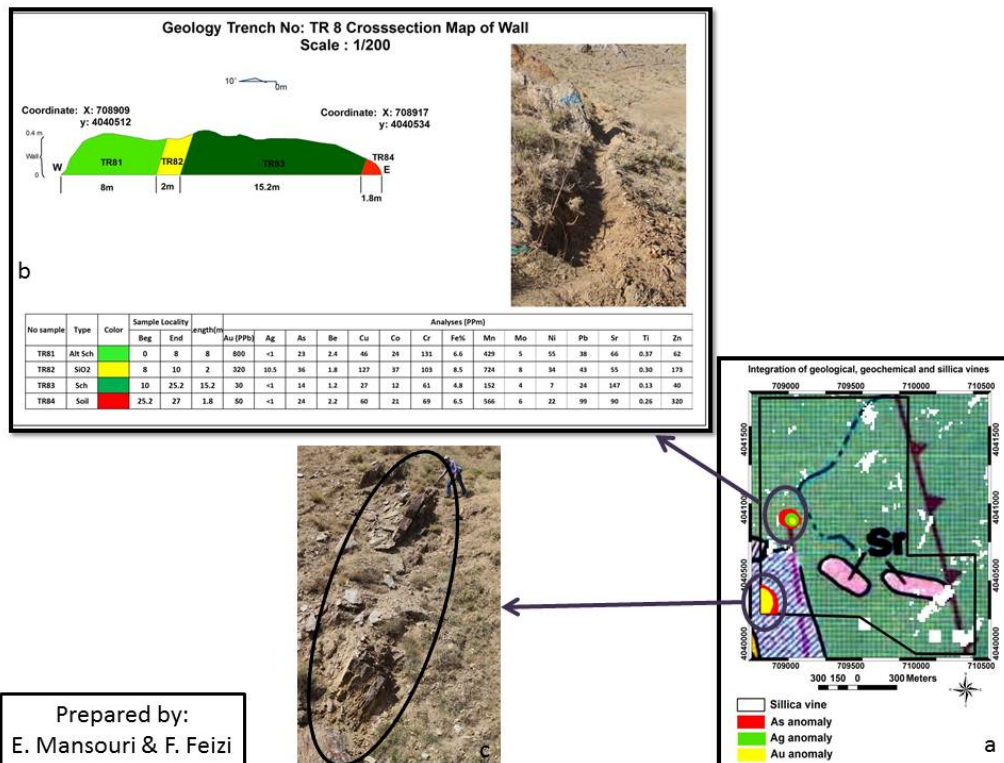 Geology Trench No: TR 8 Crosssection Map of Wall
Scale : 1/200
10°
0m
Coordinate: X: 708909
y: 4040512
Coordinate: X: 708917
y: 4040534
0.4 m
Wall
0
W
TR81
TR82
TR83
TR84
E
8m
2m
15.2m
1.8m
b
No sample Type Color Sample Locality Length(m Analyses (PPm)
Beg End Au (PPb) Ag As Be Cu Co Cr Fe% Mn Mo Ni Pb Sr Ti Zn
TR81 Alt Sch 0 8 8 800 <1 23 2.4 46 24 131 6.6 429 5 55 38 66 0.37 62
TR82 SiO2 8 10 2 320 10.5 36 1.8 127 37 103 8.5 724 8 34 43 55 0.30 173
TR83 Sch 10 25.2 15.2 30 <1 14 1.2 27 12 61 4.8 152 4 7 24 147 0.13 40
TR84 Soil 25.2 27 1.8 50 <1 24 2.2 60 21 69 6.5 566 6 22 99 90 0.26 320
Integration of geological, geochemical and sillica vines
709000 709500 710000 710500
4041500 4041500
4041000 4041000
4040500 4040500
4040000 4040000
Sr
709000 709500 710000 710500
300 150 0 300 Meters
Sillica vine
As anomaly
Ag anomaly
Au anomaly
a
c
Prepared by:
E. Mansouri & F. Feizi